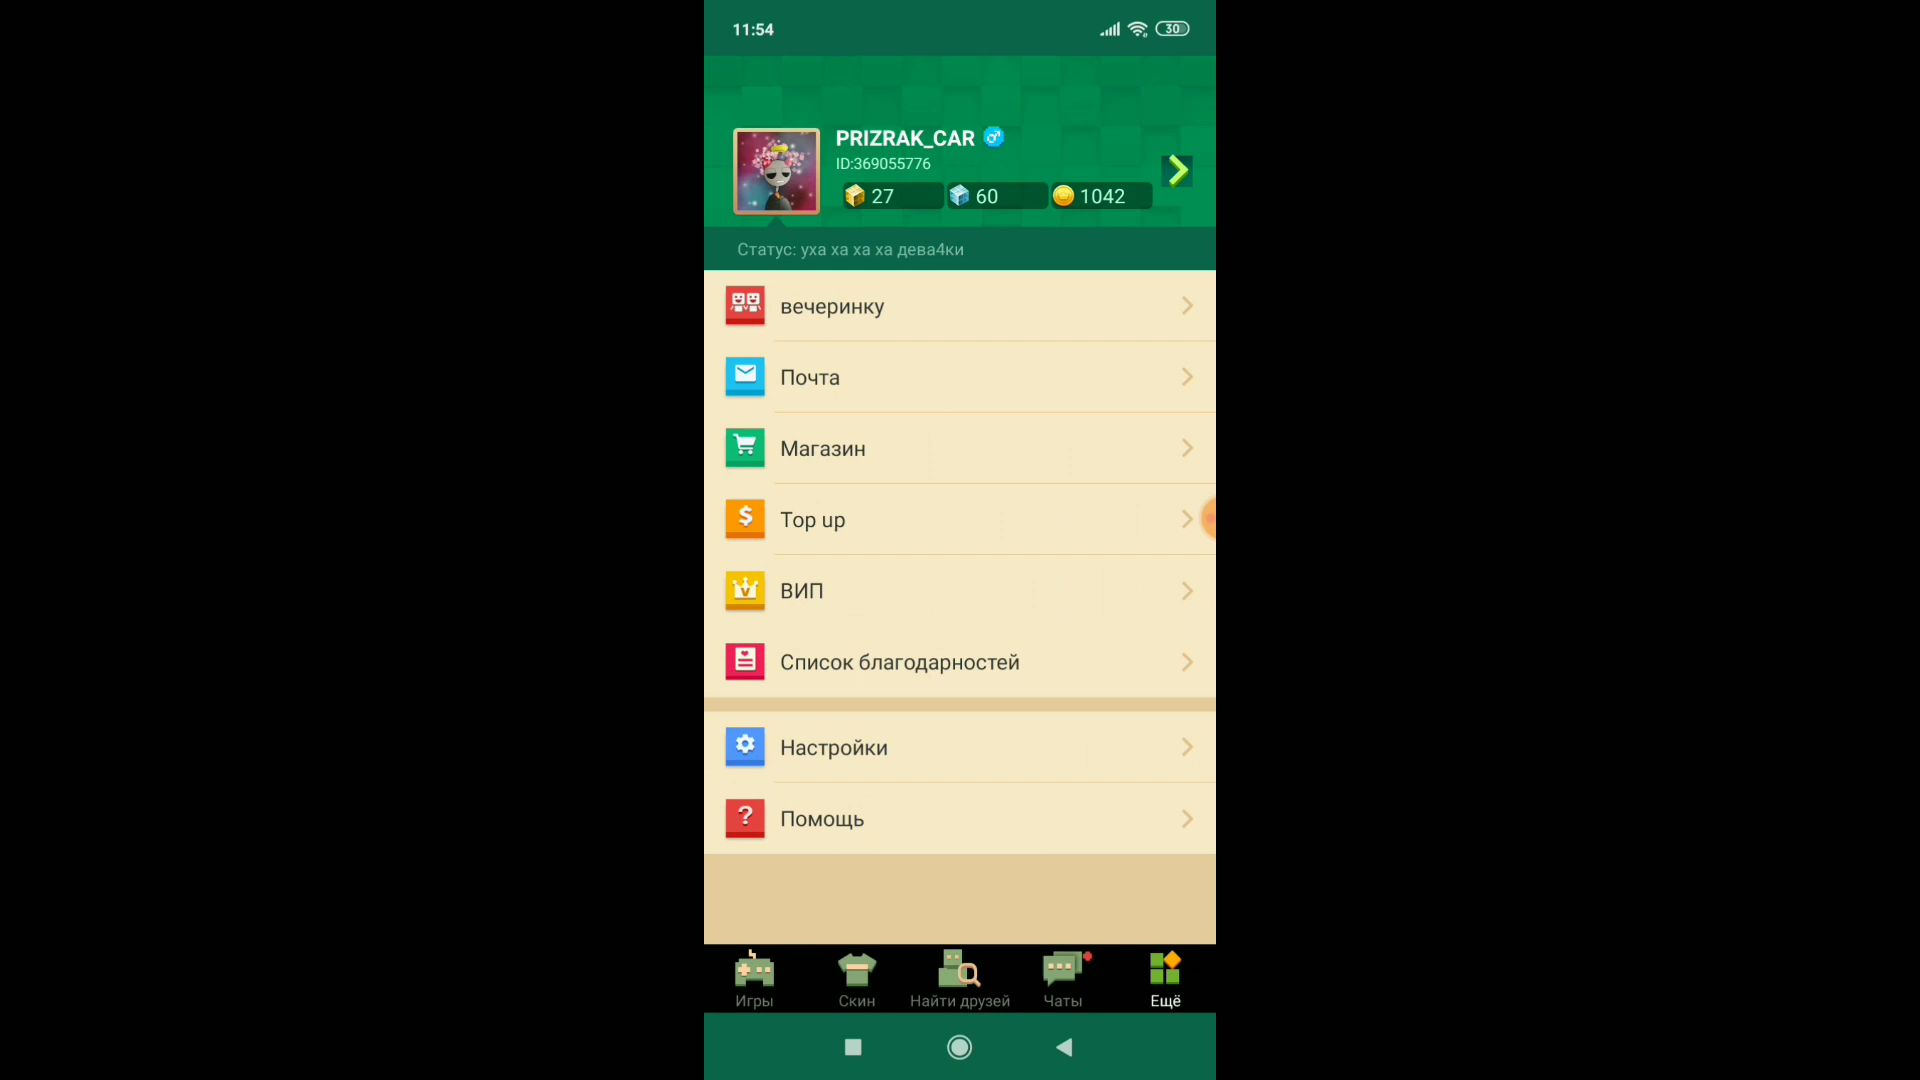 11:54
30
PRIZRAK_CAR
ID:369055776
27 60 1042
Статус: уха ха ха ха дева4ки
вечеринку
Почта
Магазин
Top up
ВИП
Список благодарностей
Настройки
Помощь
Игры Скин Найти друзей Чаты Ещё